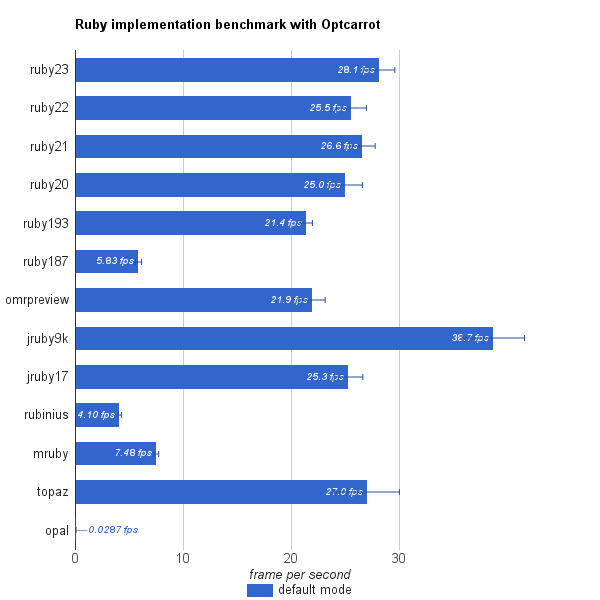 Ruby implementation benchmark with Optcarrot
ruby23 28.1 fps
ruby22 25.5 fps
ruby21 26.6 fps
ruby20 25.0 fps
ruby193 21.4 fps
ruby187 5.83 fps
omrpreview 21.9 fps
jruby9k 38.7 fps
jruby17 25.3 fps
rubinius 4.10 fps
mruby 7.48 fps
topaz 27.0 fps
opal 0.0287 fps
0 10 20 30
frame per second
default mode